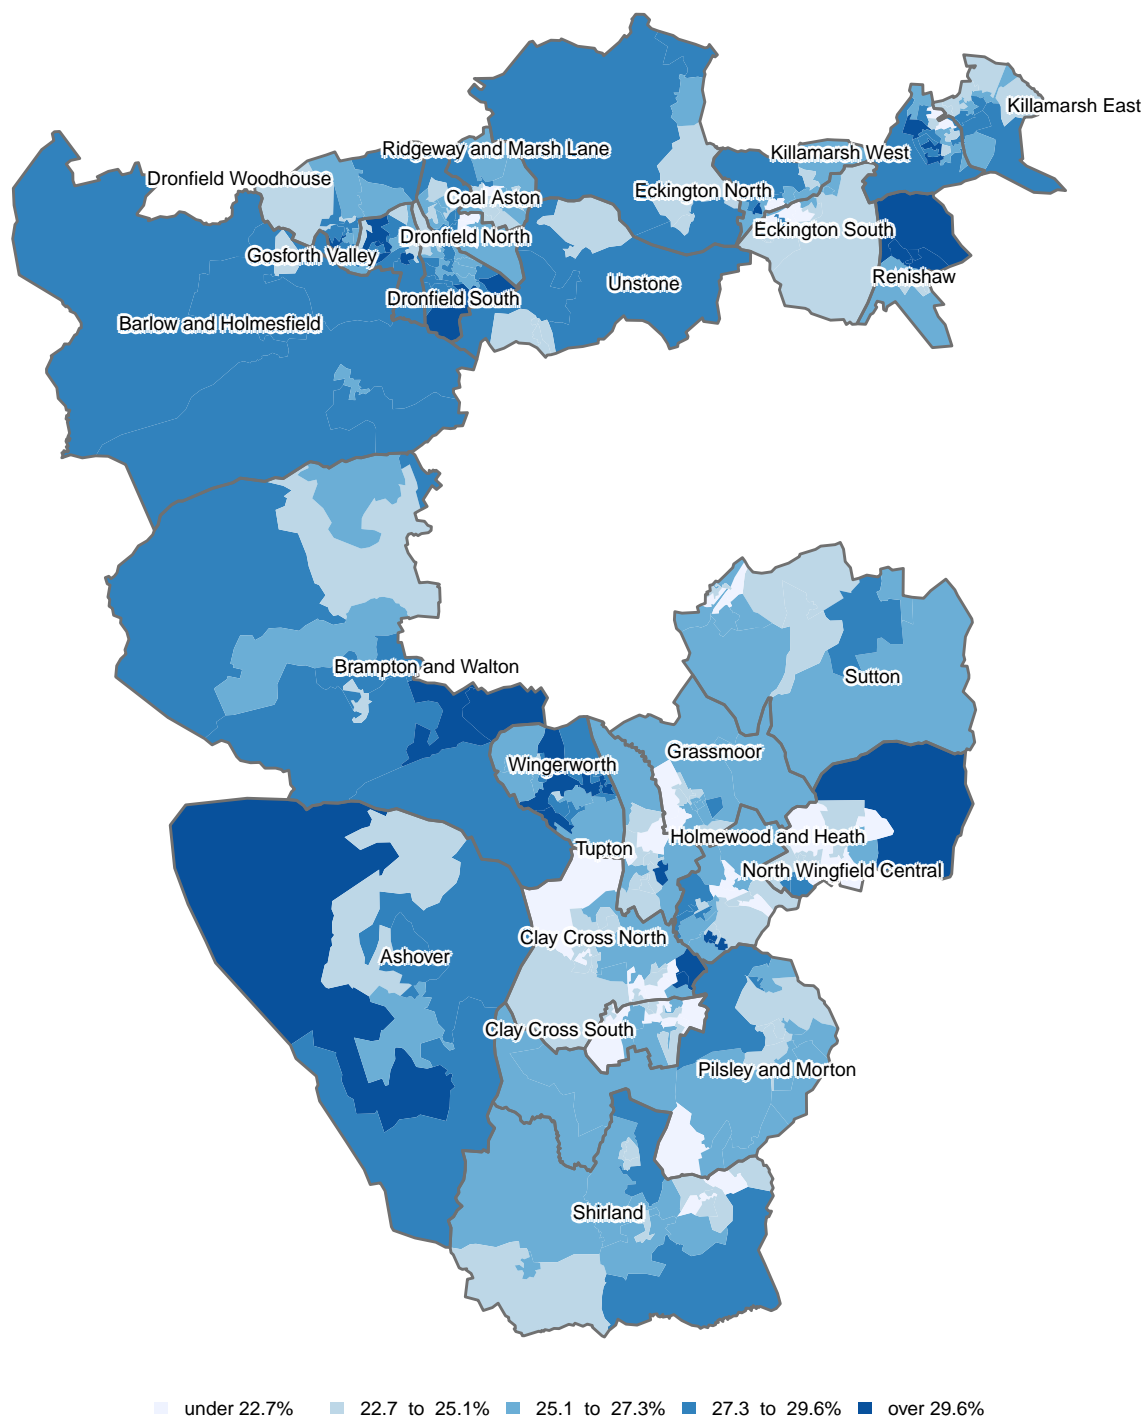 Killamarsh East
Ridgeway and Marsh Lane
Killamarsh West
Dronfield Woodhouse
Eckington North
Coal Aston
Eckington South
Dronfield North
Gosforth Valley
Renishaw
Unstone
Dronfield South
Barlow and Holmesfield
Brampton and Walton
Sutton
Grassmoor
Wingerworth
Holmewood and Heath
Tupton
North Wingfield Central
Clay Cross North
Ashover
Clay Cross South
Pilsley and Morton
Shirland
under 22.7% 22.7 to 25.1% 25.1 to 27.3% 27.3 to 29.6% over 29.6%